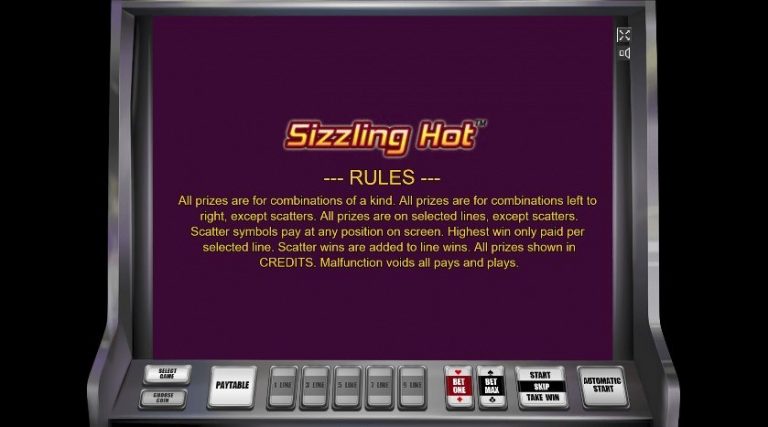 Sizzling Hot™
--- RULES ---
All prizes are for combinations of a kind. All prizes are for combinations left to
right, except scatters. All prizes are on selected lines, except scatters.
Scatter symbols pay at any position on screen. Highest win only paid per
selected line. Scatter wins are added to line wins. All prizes shown in
CREDITS. Malfunction voids all pays and plays.
SELECT
GAME
CHOOSE
COIN
PAYTABLE
1 LINE
3 LINE
5 LINE
7 LINE
9 LINE
BET
ONE
BET
MAX
START
SKIP
TAKE WIN
AUTOMATIC
START